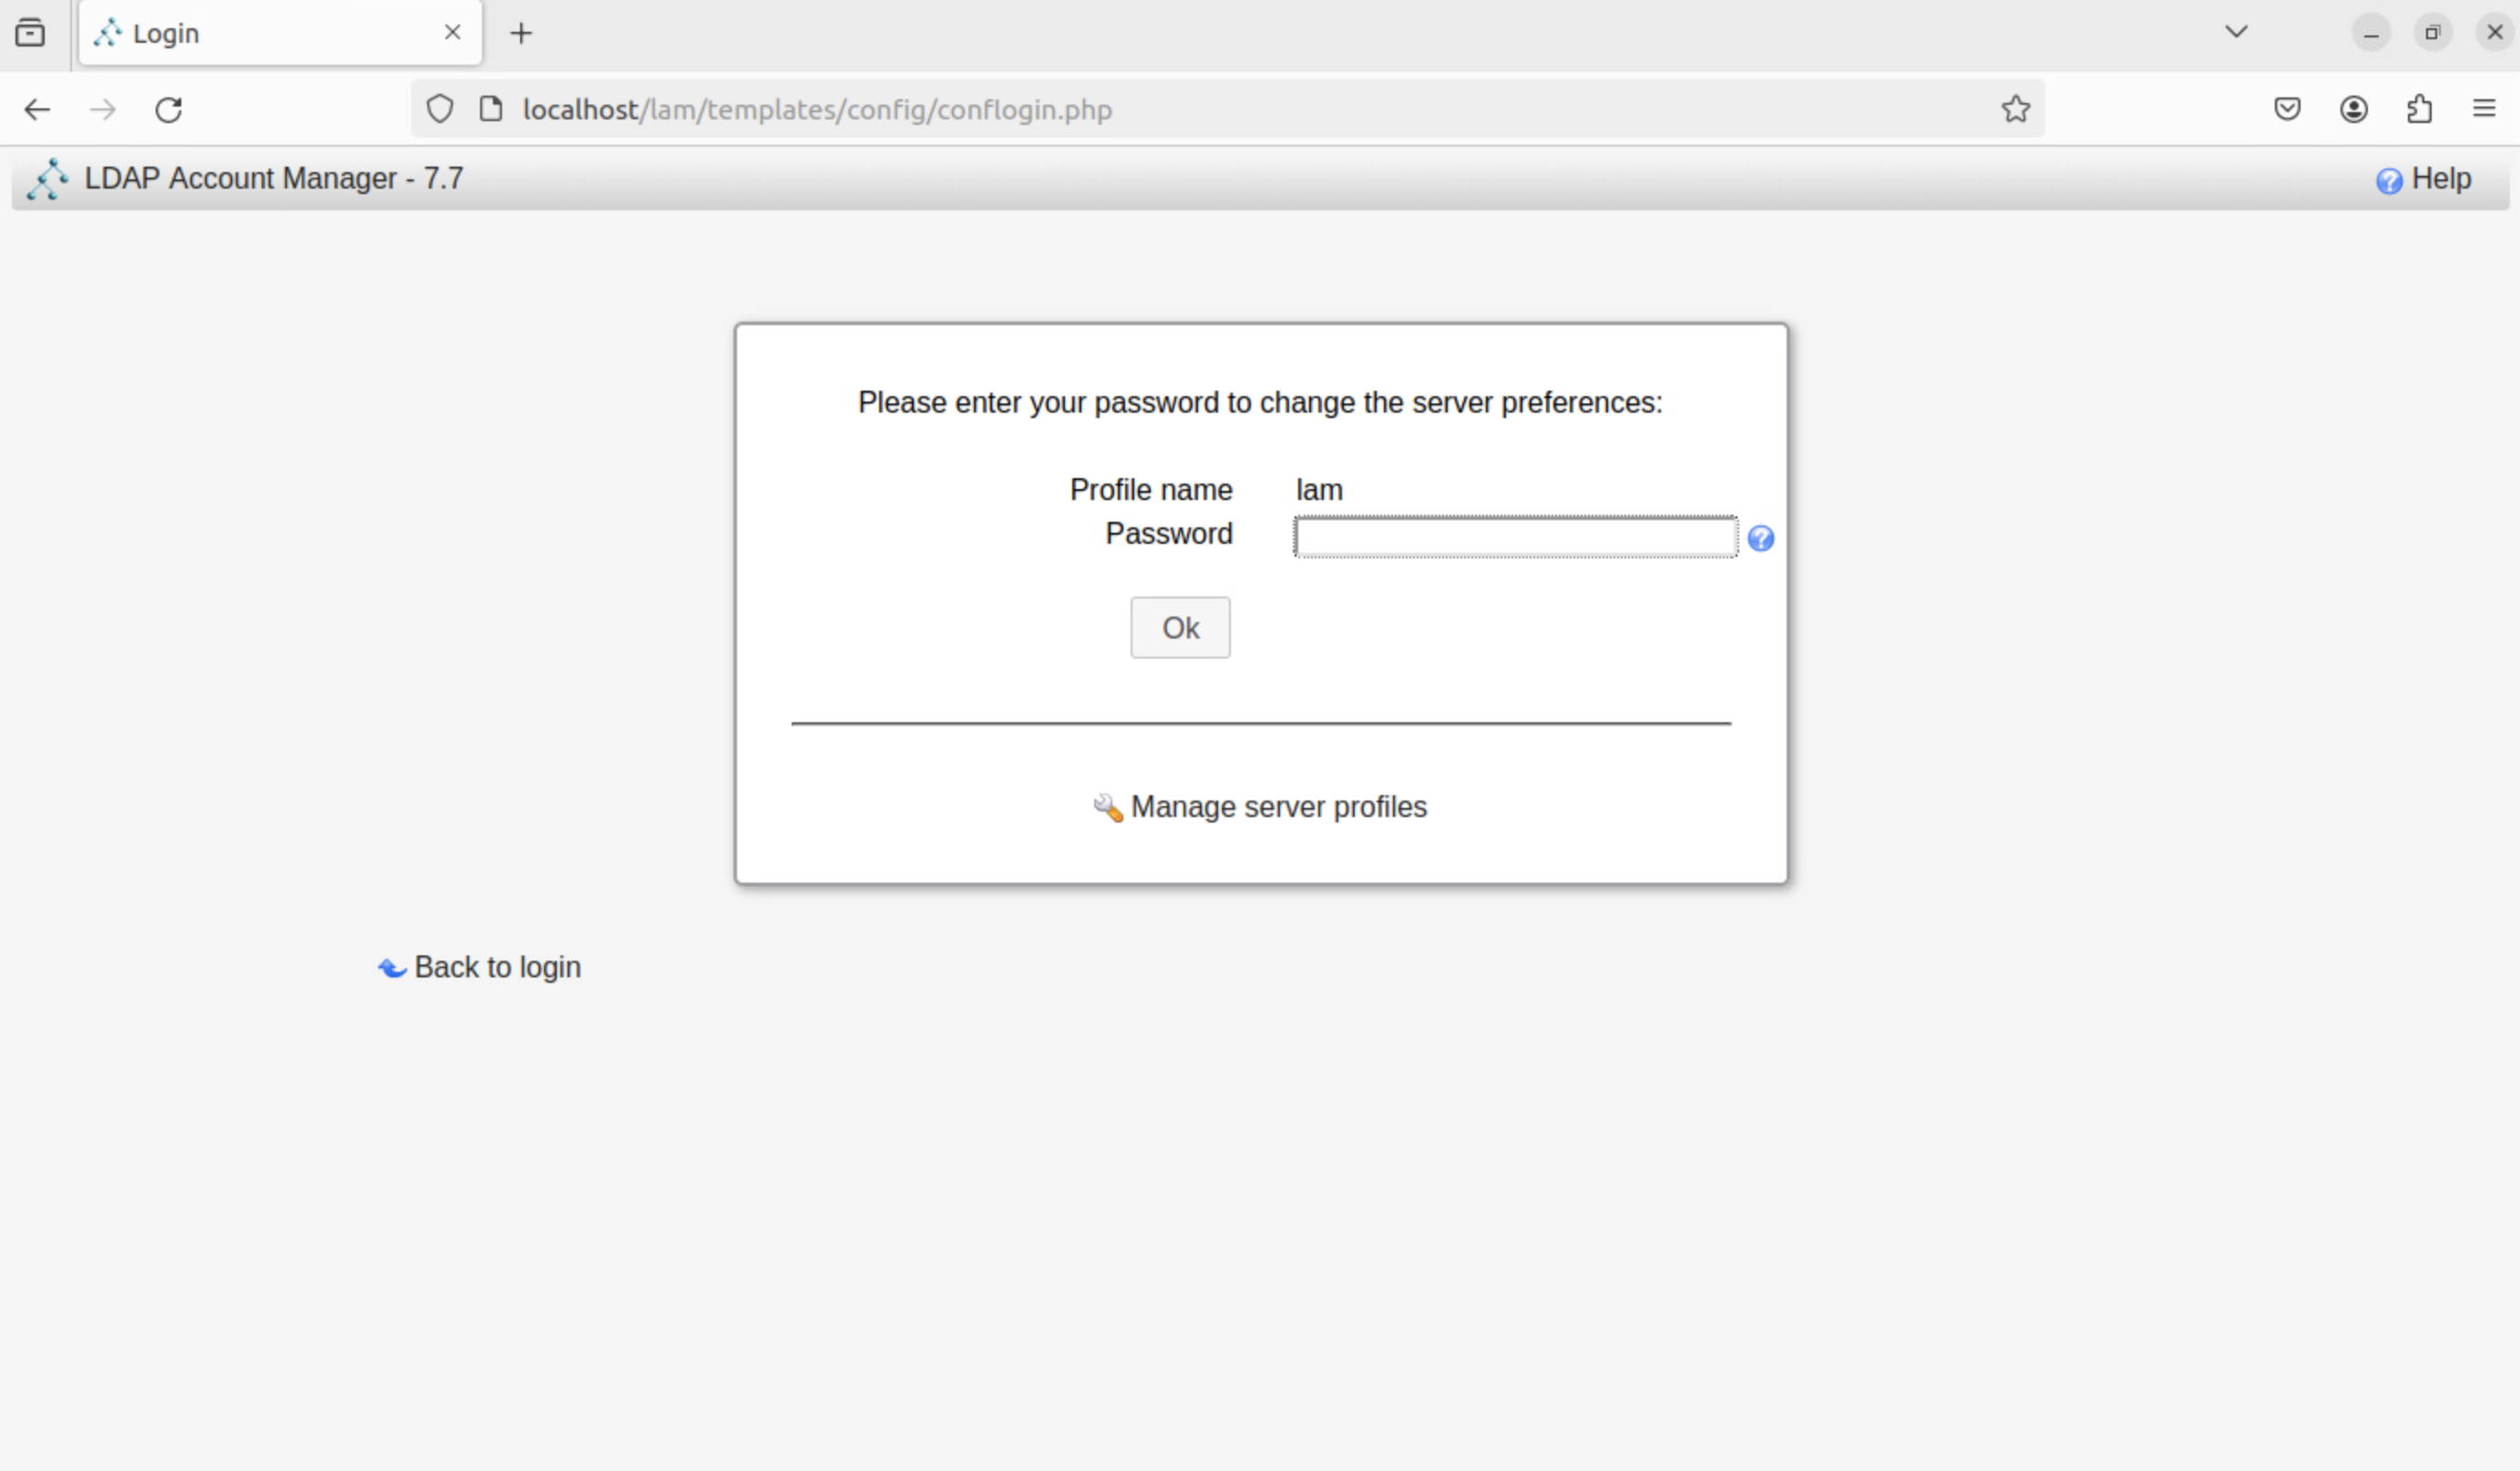 Login
localhost/lam/templates/config/conflogin.php
LDAP Account Manager - 7.7
Help
Please enter your password to change the server preferences:
Profile name lam
Password
Ok
Manage server profiles
Back to login